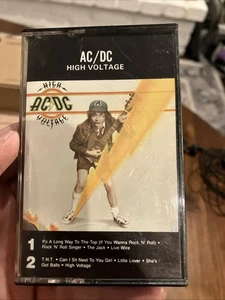 AC/DC
HIGH VOLTAGE
HIGH
AC/DC
VOLTAGE
1 It's A Long Way To The Top (If You Wanna Rock 'N' Roll) •
Rock 'N' Roll Singer • The Jack • Live Wire
2 T.N.T. • Can I Sit Next To You Girl • Little Lover • She's
Got Balls • High Voltage